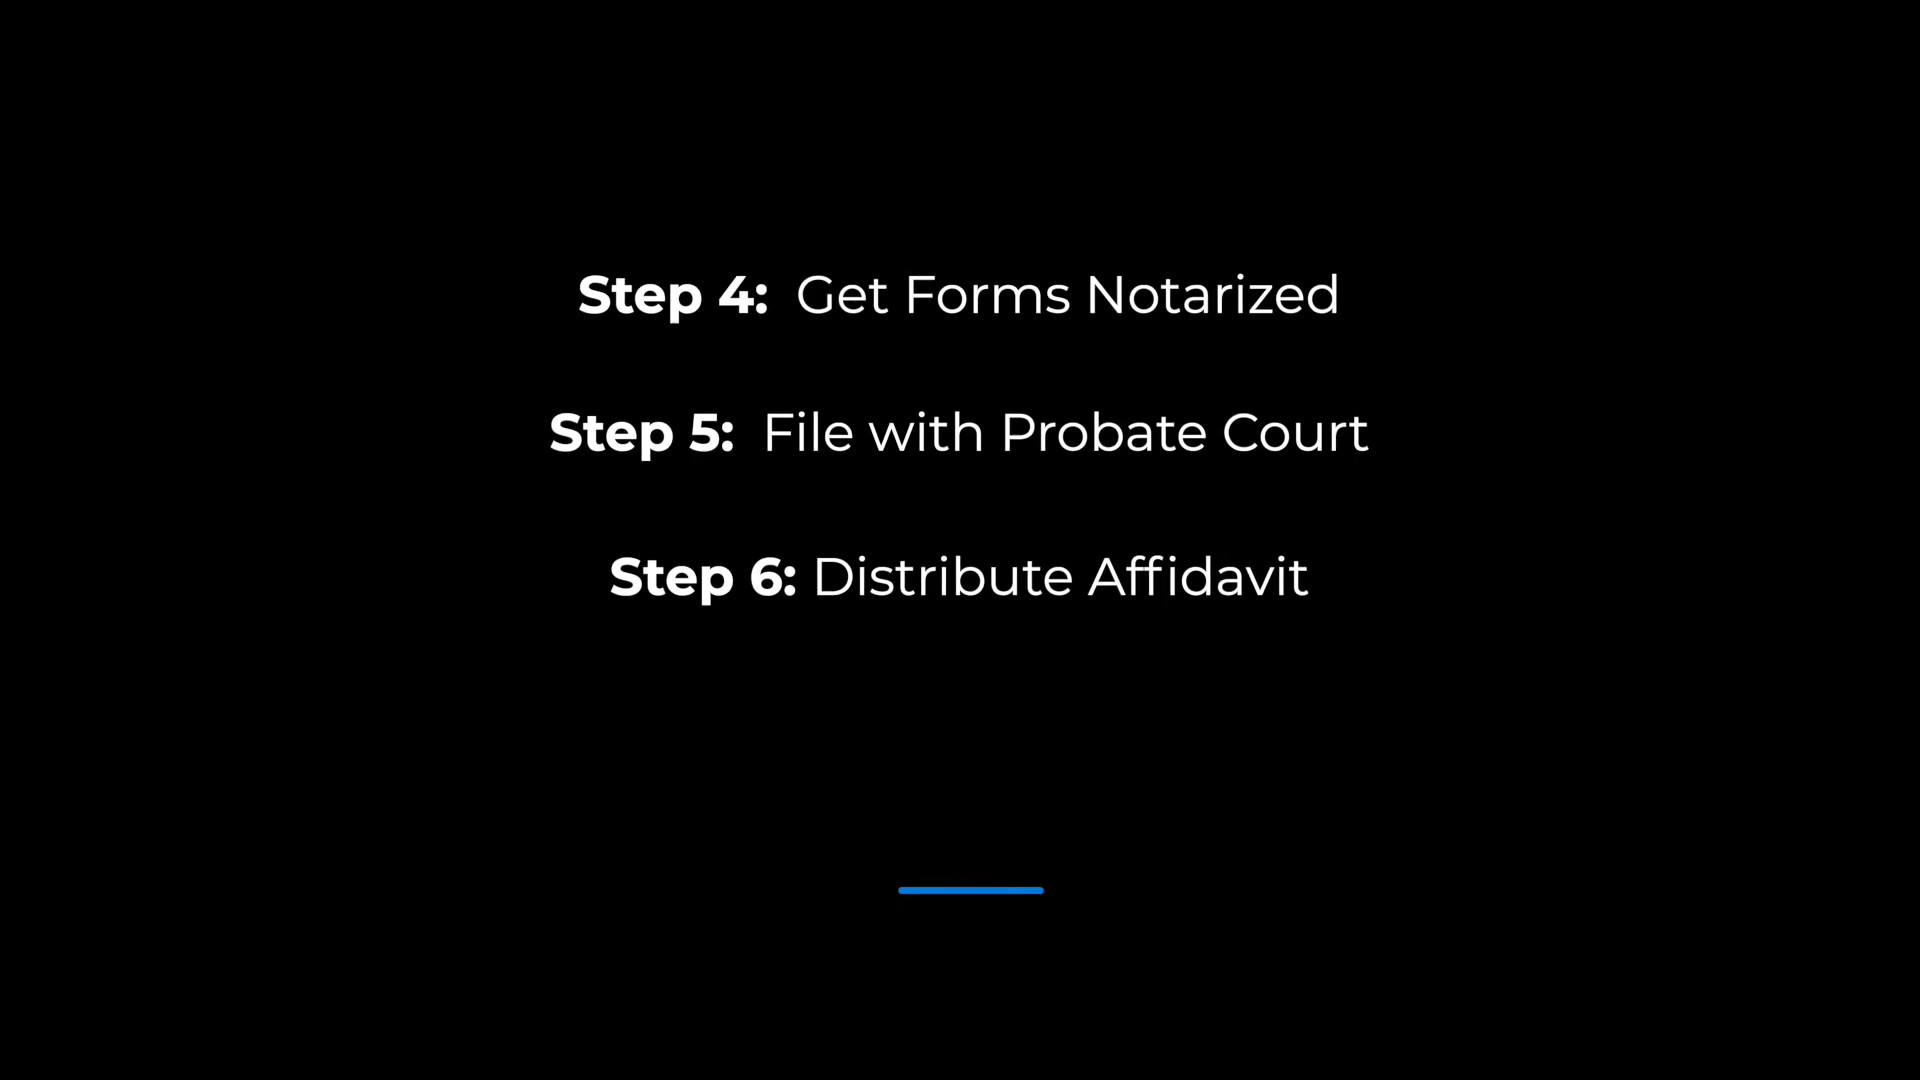 Step 4: Get Forms Notarized
Step 5: File with Probate Court
Step 6: Distribute Affidavit